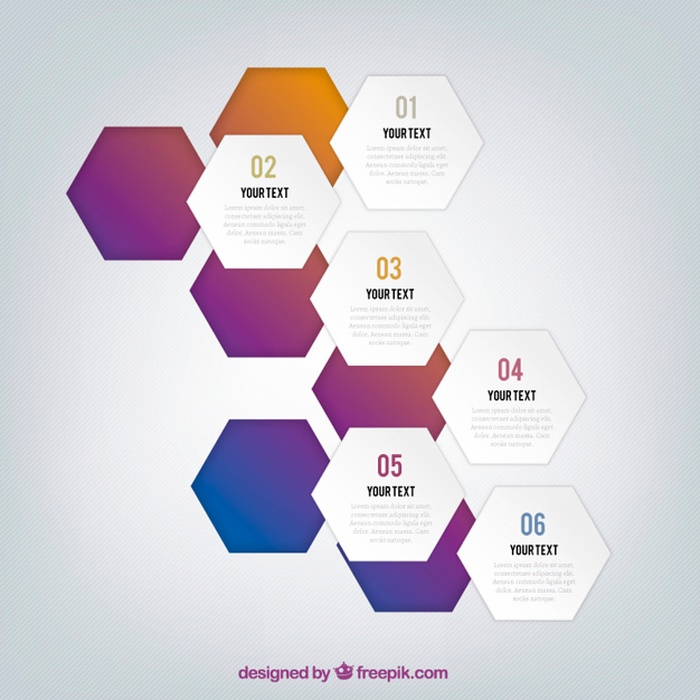 01
YOUR TEXT
Lorem ipsum dolor sit amet,
consectetuer adipiscing elit.
Aenean commodo ligula eget
dolor. Aenean massa. Cum
sociis natoque.
02
YOUR TEXT
Lorem ipsum dolor sit amet,
consectetuer adipiscing elit.
Aenean commodo ligula eget
dolor. Aenean massa. Cum
sociis natoque.
03
YOUR TEXT
Lorem ipsum dolor sit amet,
consectetuer adipiscing elit.
Aenean commodo ligula eget
dolor. Aenean massa. Cum
sociis natoque.
04
YOUR TEXT
Lorem ipsum dolor sit amet,
consectetuer adipiscing elit.
Aenean commodo ligula eget
dolor. Aenean massa. Cum
sociis natoque.
05
YOUR TEXT
Lorem ipsum dolor sit amet,
consectetuer adipiscing elit.
Aenean commodo ligula eget
dolor. Aenean massa. Cum
sociis natoque.
06
YOUR TEXT
Lorem ipsum dolor sit amet,
consectetuer adipiscing elit.
Aenean commodo ligula eget
dolor. Aenean massa. Cum
sociis natoque.
designed by freepik.com